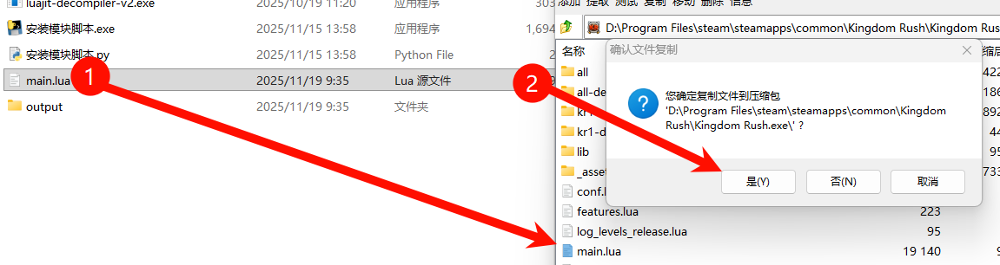 luajit-decompiler-v2.exe 2025/10/19 11:20 应用程序 303
安装模块脚本.exe 2025/11/15 13:58 应用程序 1,694
安装模块脚本.py 2025/11/15 13:58 Python File 2
main.lua 2025/11/19 9:35 Lua 源文件 9
output 2025/11/19 9:35 文件夹
1
2
添加 提取 测试 复制 移动 删除 信息
D:\Program Files\steam\steamapps\common\Kingdom Rush\Kingdom Rus
名称
all
all-de
kr1
kr1-d
lib
_asset
conf.l
features.lua 223
log_levels_release.lua 95
main.lua 19 140
确认文件复制
您确定复制文件到压缩包
'D:\Program Files\steam\steamapps\common\Kingdom
Rush\Kingdom Rush.exe\' ?
是(Y) 否(N) 取消
缩后
422
186
892
44
95
733